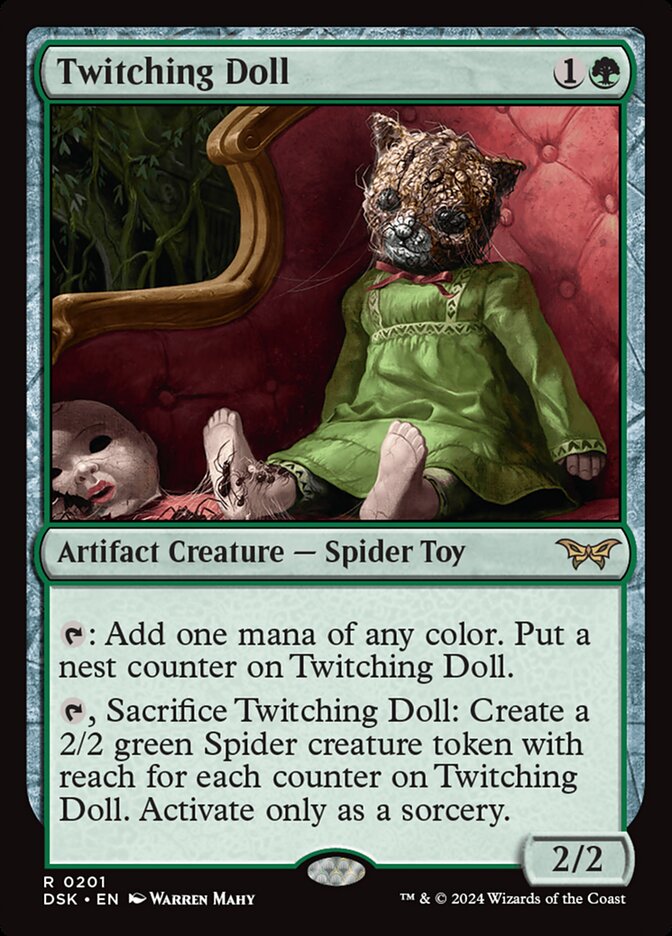 Twitching Doll 1
Artifact Creature — Spider Toy
: Add one mana of any color. Put a
nest counter on Twitching Doll.
, Sacrifice Twitching Doll: Create a
2/2 green Spider creature token with
reach for each counter on Twitching
Doll. Activate only as a sorcery.
2/2
R 0201
DSK • EN Warren Mahy
™ & © 2024 Wizards of the Coast